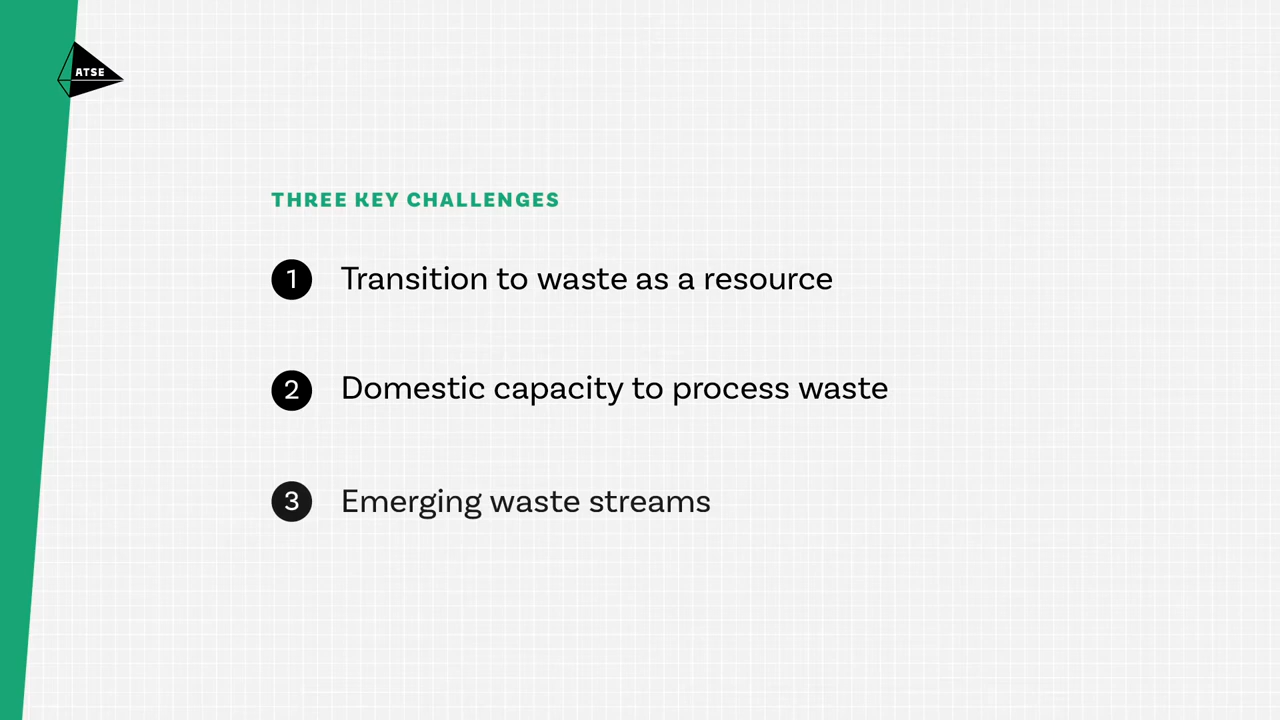 ATSE
THREE KEY CHALLENGES
1 Transition to waste as a resource
2 Domestic capacity to process waste
3 Emerging waste streams